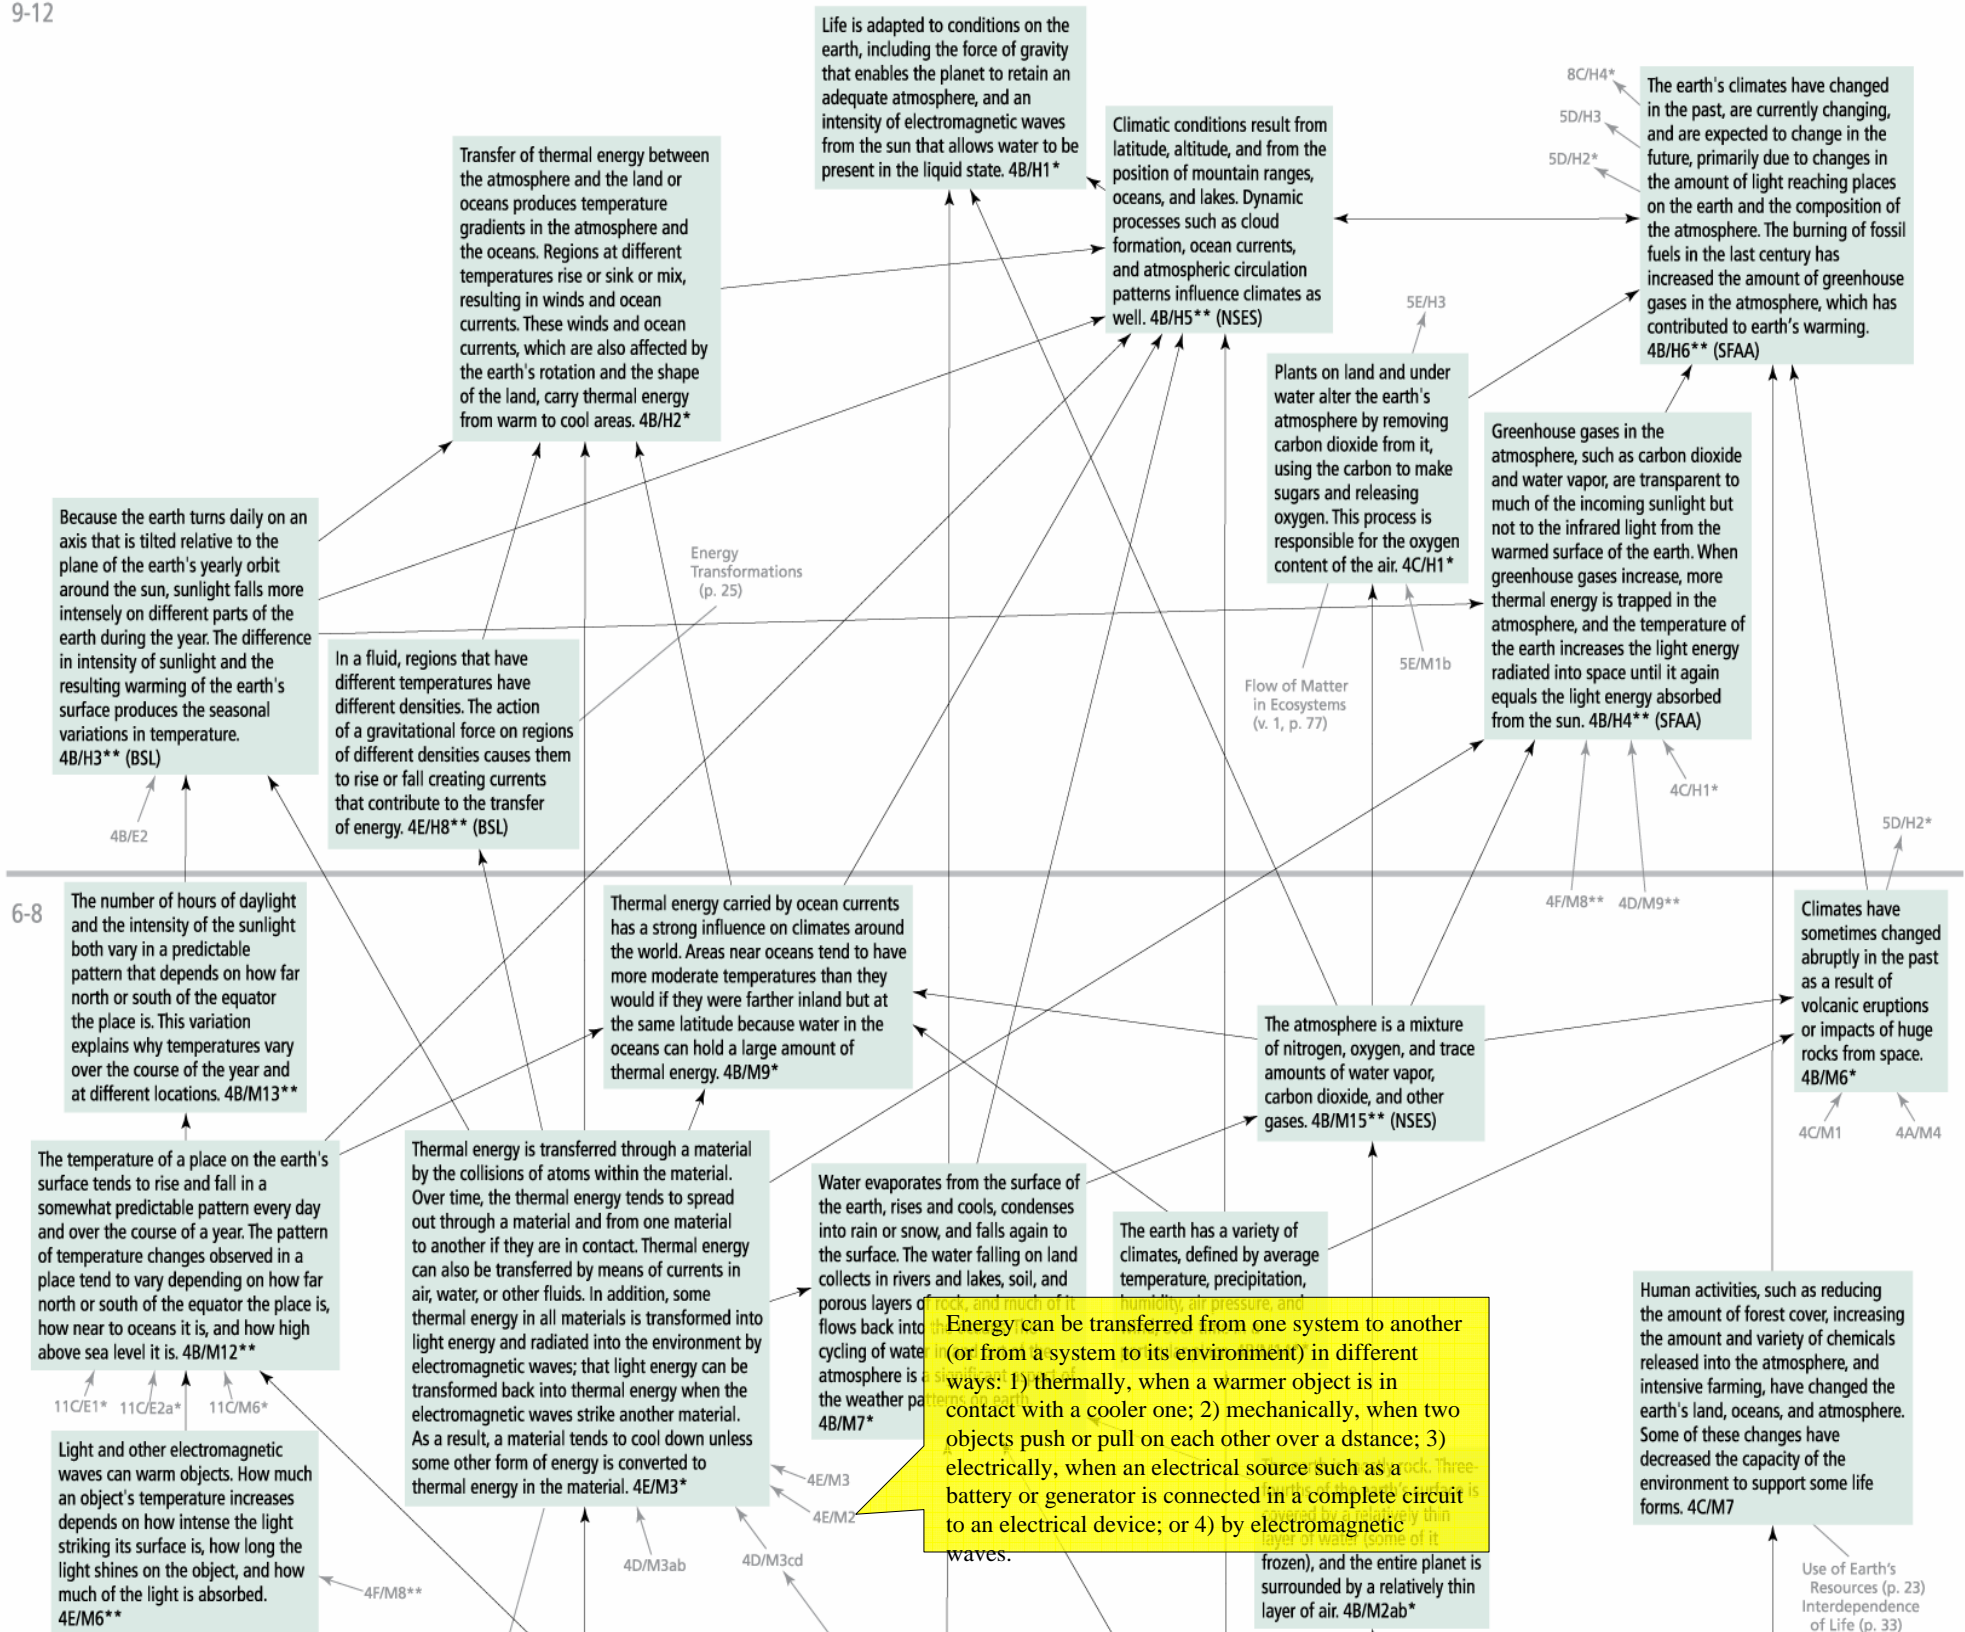 9-12
Life is adapted to conditions on the
earth, including the force of gravity
that enables the planet to retain an
adequate atmosphere, and an
intensity of electromagnetic waves
from the sun that allows water to be
present in the liquid state. 4B/H1*
Climatic conditions result from
latitude, altitude, and from the
position of mountain ranges,
oceans, and lakes. Dynamic
processes such as cloud
formation, ocean currents,
and atmospheric circulation
patterns influence climates as
well. 4B/H5** (NSES)
8C/H4*
5D/H3
5D/H2*
The earth's climates have changed
in the past, are currently changing,
and are expected to change in the
future, primarily due to changes in
the amount of light reaching places
on the earth and the composition of
the atmosphere. The burning of fossil
fuels in the last century has
increased the amount of greenhouse
gases in the atmosphere, which has
contributed to earth's warming.
4B/H6** (SFAA)
Transfer of thermal energy between
the atmosphere and the land or
oceans produces temperature
gradients in the atmosphere and
the oceans. Regions at different
temperatures rise or sink or mix,
resulting in winds and ocean
currents. These winds and ocean
currents, which are also affected by
the earth's rotation and the shape
of the land, carry thermal energy
from warm to cool areas. 4B/H2*
5E/H3
Plants on land and under
water alter the earth's
atmosphere by removing
carbon dioxide from it,
using the carbon to make
sugars and releasing
oxygen. This process is
responsible for the oxygen
content of the air. 4C/H1*
Greenhouse gases in the
atmosphere, such as carbon dioxide
and water vapor, are transparent to
much of the incoming sunlight but
not to the infrared light from the
warmed surface of the earth. When
greenhouse gases increase, more
thermal energy is trapped in the
atmosphere, and the temperature of
the earth increases the light energy
radiated into space until it again
equals the light energy absorbed
from the sun. 4B/H4** (SFAA)
Because the earth turns daily on an
axis that is tilted relative to the
plane of the earth's yearly orbit
around the sun, sunlight falls more
intensely on different parts of the
earth during the year. The difference
in intensity of sunlight and the
resulting warming of the earth's
surface produces the seasonal
variations in temperature.
4B/H3** (BSL)
Energy
Transformations
(p. 25)
In a fluid, regions that have
different temperatures have
different densities. The action
of a gravitational force on regions
of different densities causes them
to rise or fall creating currents
that contribute to the transfer
of energy. 4E/H8** (BSL)
5E/M1b
Flow of Matter
in Ecosystems
(v. 1, p. 77)
4B/E2
4C/H1*
5D/H2*
4F/M8**
4D/M9**
6-8
The number of hours of daylight
and the intensity of the sunlight
both vary in a predictable
pattern that depends on how far
north or south of the equator
the place is. This variation
explains why temperatures vary
over the course of the year and
at different locations. 4B/M13**
Thermal energy carried by ocean currents
has a strong influence on climates around
the world. Areas near oceans tend to have
more moderate temperatures than they
would if they were farther inland but at
the same latitude because water in the
oceans can hold a large amount of
thermal energy. 4B/M9*
The atmosphere is a mixture
of nitrogen, oxygen, and trace
amounts of water vapor,
carbon dioxide, and other
gases. 4B/M15** (NSES)
Climates have
sometimes changed
abruptly in the past
as a result of
volcanic eruptions
or impacts of huge
rocks from space.
4B/M6*
4C/M1
4A/M4
The temperature of a place on the earth's
surface tends to rise and fall in a
somewhat predictable pattern every day
and over the course of a year. The pattern
of temperature changes observed in a
place tend to vary depending on how far
north or south of the equator the place is,
how near to oceans it is, and how high
above sea level it is. 4B/M12**
Thermal energy is transferred through a material
by the collisions of atoms within the material.
Over time, the thermal energy tends to spread
out through a material and from one material
to another if they are in contact. Thermal energy
can also be transferred by means of currents in
air, water, or other fluids. In addition, some
thermal energy in all materials is transformed into
light energy and radiated into the environment by
electromagnetic waves; that light energy can be
transformed back into thermal energy when the
electromagnetic waves strike another material.
As a result, a material tends to cool down unless
some other form of energy is converted to
thermal energy in the material. 4E/M3*
Water evaporates from the surface of
the earth, rises and cools, condenses
into rain or snow, and falls again to
the surface. The water falling on land
collects in rivers and lakes, soil, and
porous layers of rock, and much of it
flows back into the
cycling of water in
atmosphere is a significant aspect of
the weather patterns on earth.
4B/M7*
The earth has a variety of
climates, defined by average
temperature, precipitation,
humidity, air pressure, and
Energy can be transferred from one system to another
(or from a system to its environment) in different
ways: 1) thermally, when a warmer object is in
contact with a cooler one; 2) mechanically, when two
objects push or pull on each other over a dstance; 3)
electrically, when an electrical source such as a
battery or generator is connected in a complete circuit
to an electrical device; or 4) by electromagnetic
waves.
The earth is mostly rock. Three-
fourths of the earth's surface is
covered by a relatively thin
layer of water (some of it
frozen), and the entire planet is
surrounded by a relatively thin
layer of air. 4B/M2ab*
Human activities, such as reducing
the amount of forest cover, increasing
the amount and variety of chemicals
released into the atmosphere, and
intensive farming, have changed the
earth's land, oceans, and atmosphere.
Some of these changes have
decreased the capacity of the
environment to support some life
forms. 4C/M7
11C/E1*
11C/E2a*
11C/M6*
Light and other electromagnetic
waves can warm objects. How much
an object's temperature increases
depends on how intense the light
striking its surface is, how long the
light shines on the object, and how
much of the light is absorbed.
4E/M6**
4F/M8**
4E/M3
4E/M2
4D/M3ab
4D/M3cd
Use of Earth's
Resources (p. 23)
Interdependence
of Life (p. 33)